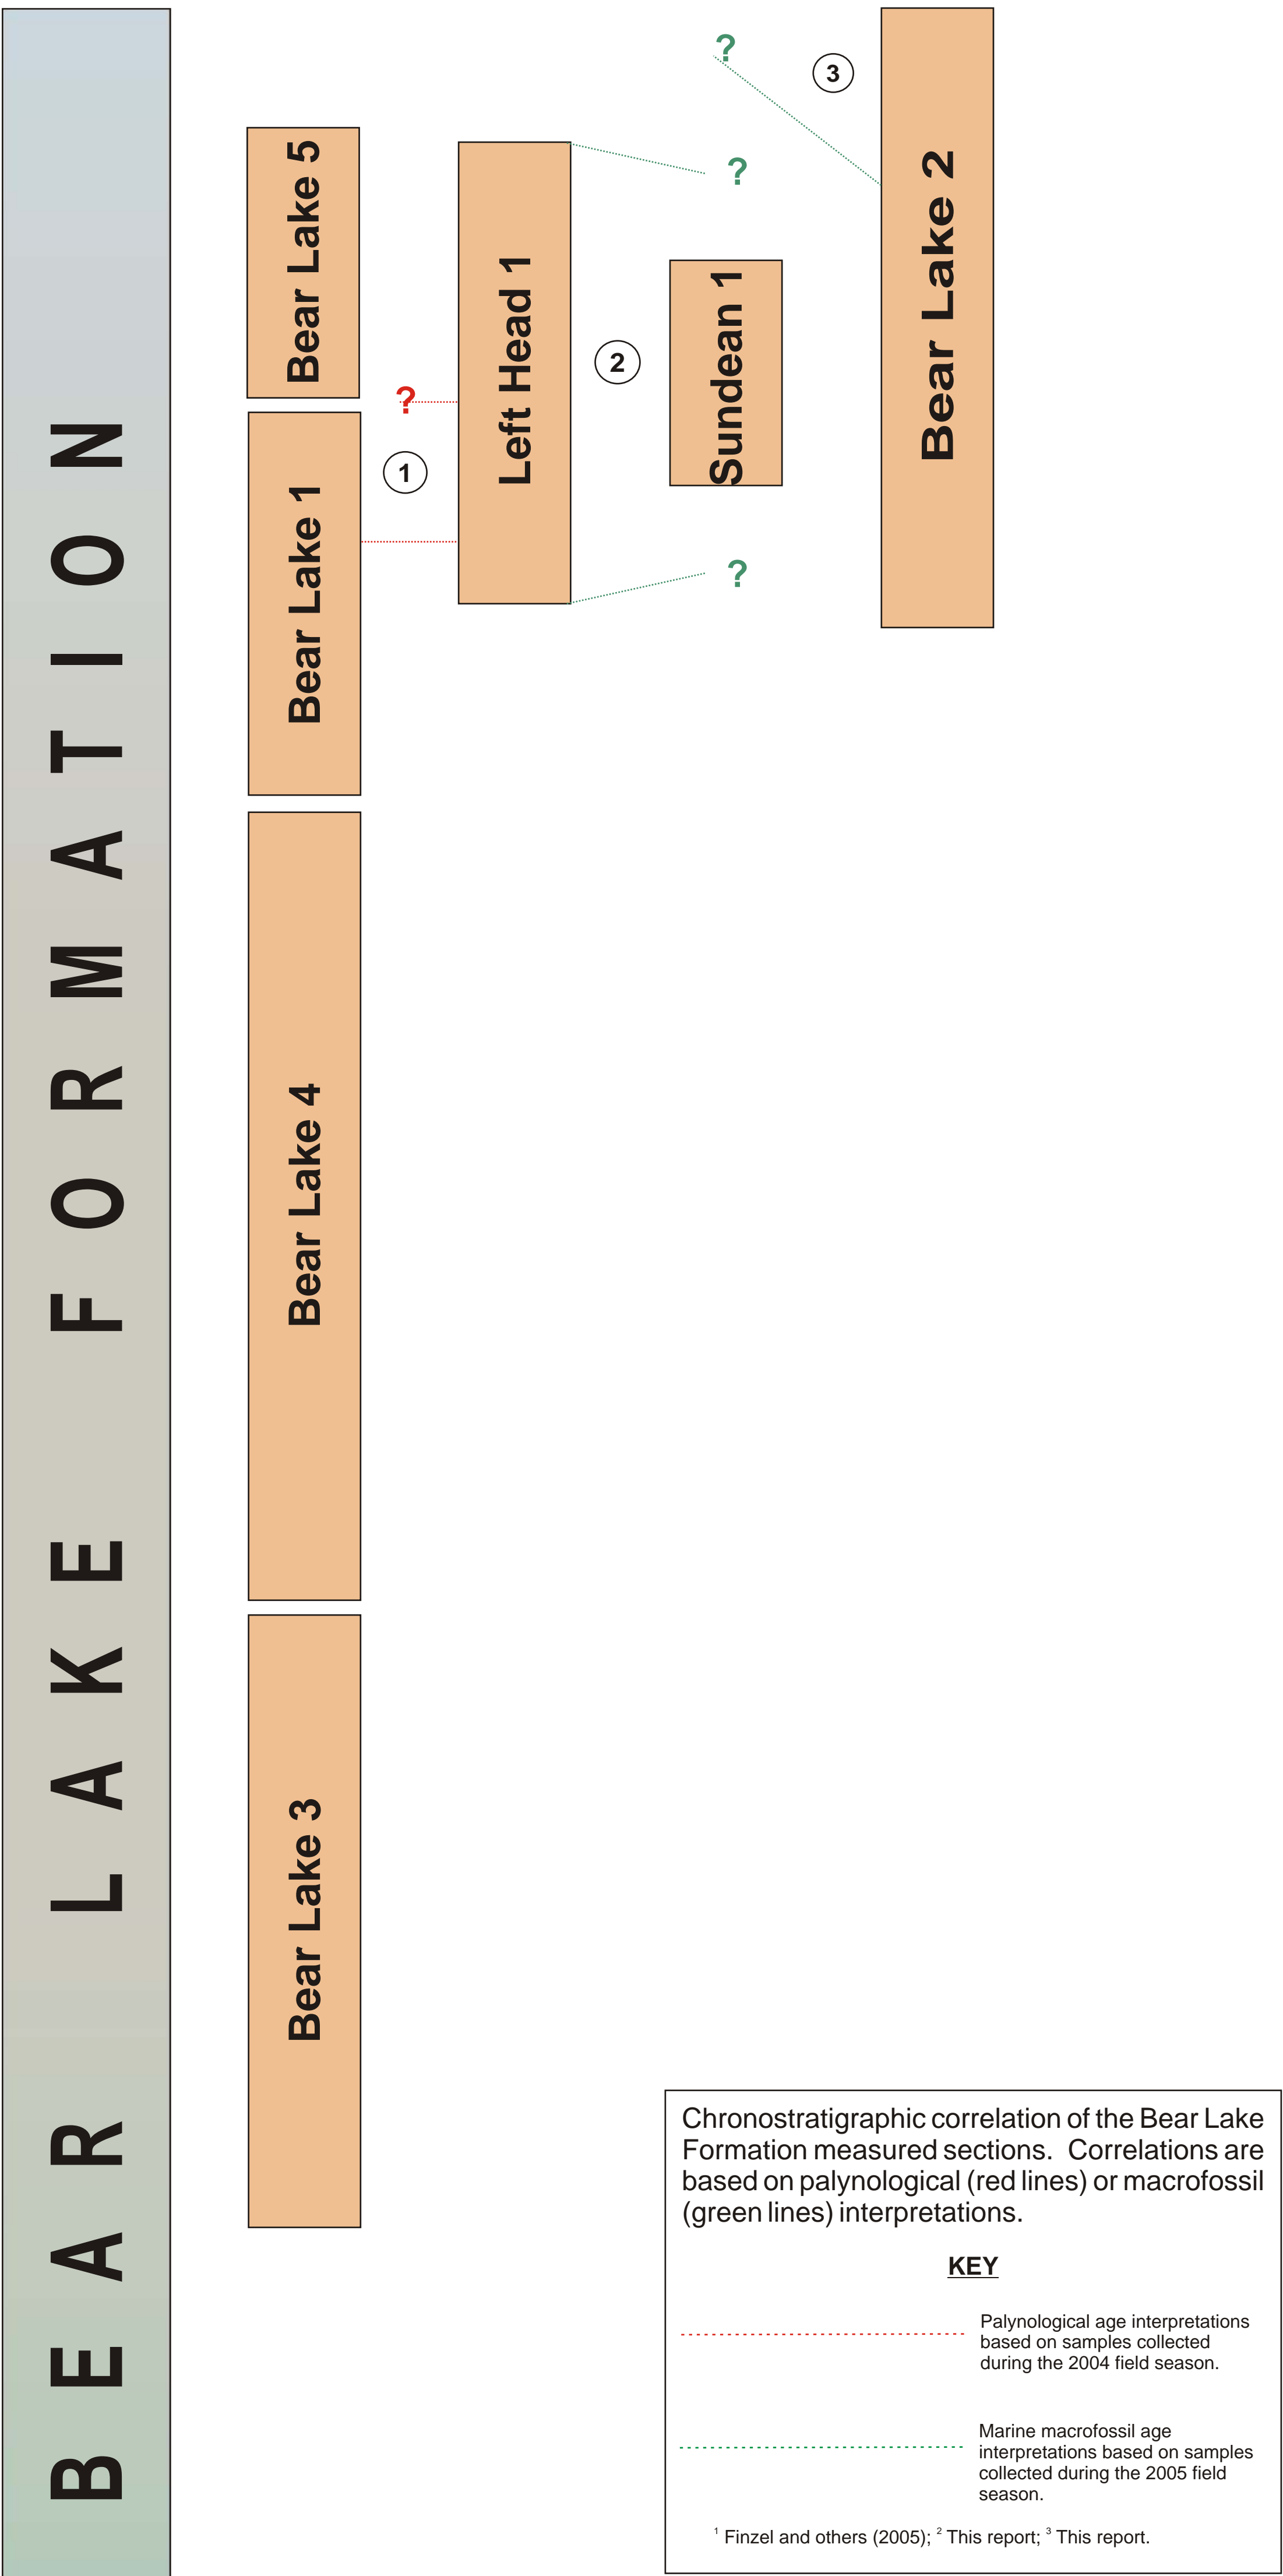 BEAR LAKE FORMATION
Bear Lake 5
Bear Lake 1
Bear Lake 4
Bear Lake 3
?
1
Left Head 1
2
?
?
?
Sundean 1
3
Bear Lake 2
Chronostratigraphic correlation of the Bear Lake
Formation measured sections. Correlations are
based on palynological (red lines) or macrofossil
(green lines) interpretations.
KEY
Palynological age interpretations
based on samples collected
during the 2004 field season.
Marine macrofossil age
interpretations based on samples
collected during the 2005 field
season.
¹ Finzel and others (2005); ² This report; ³ This report.